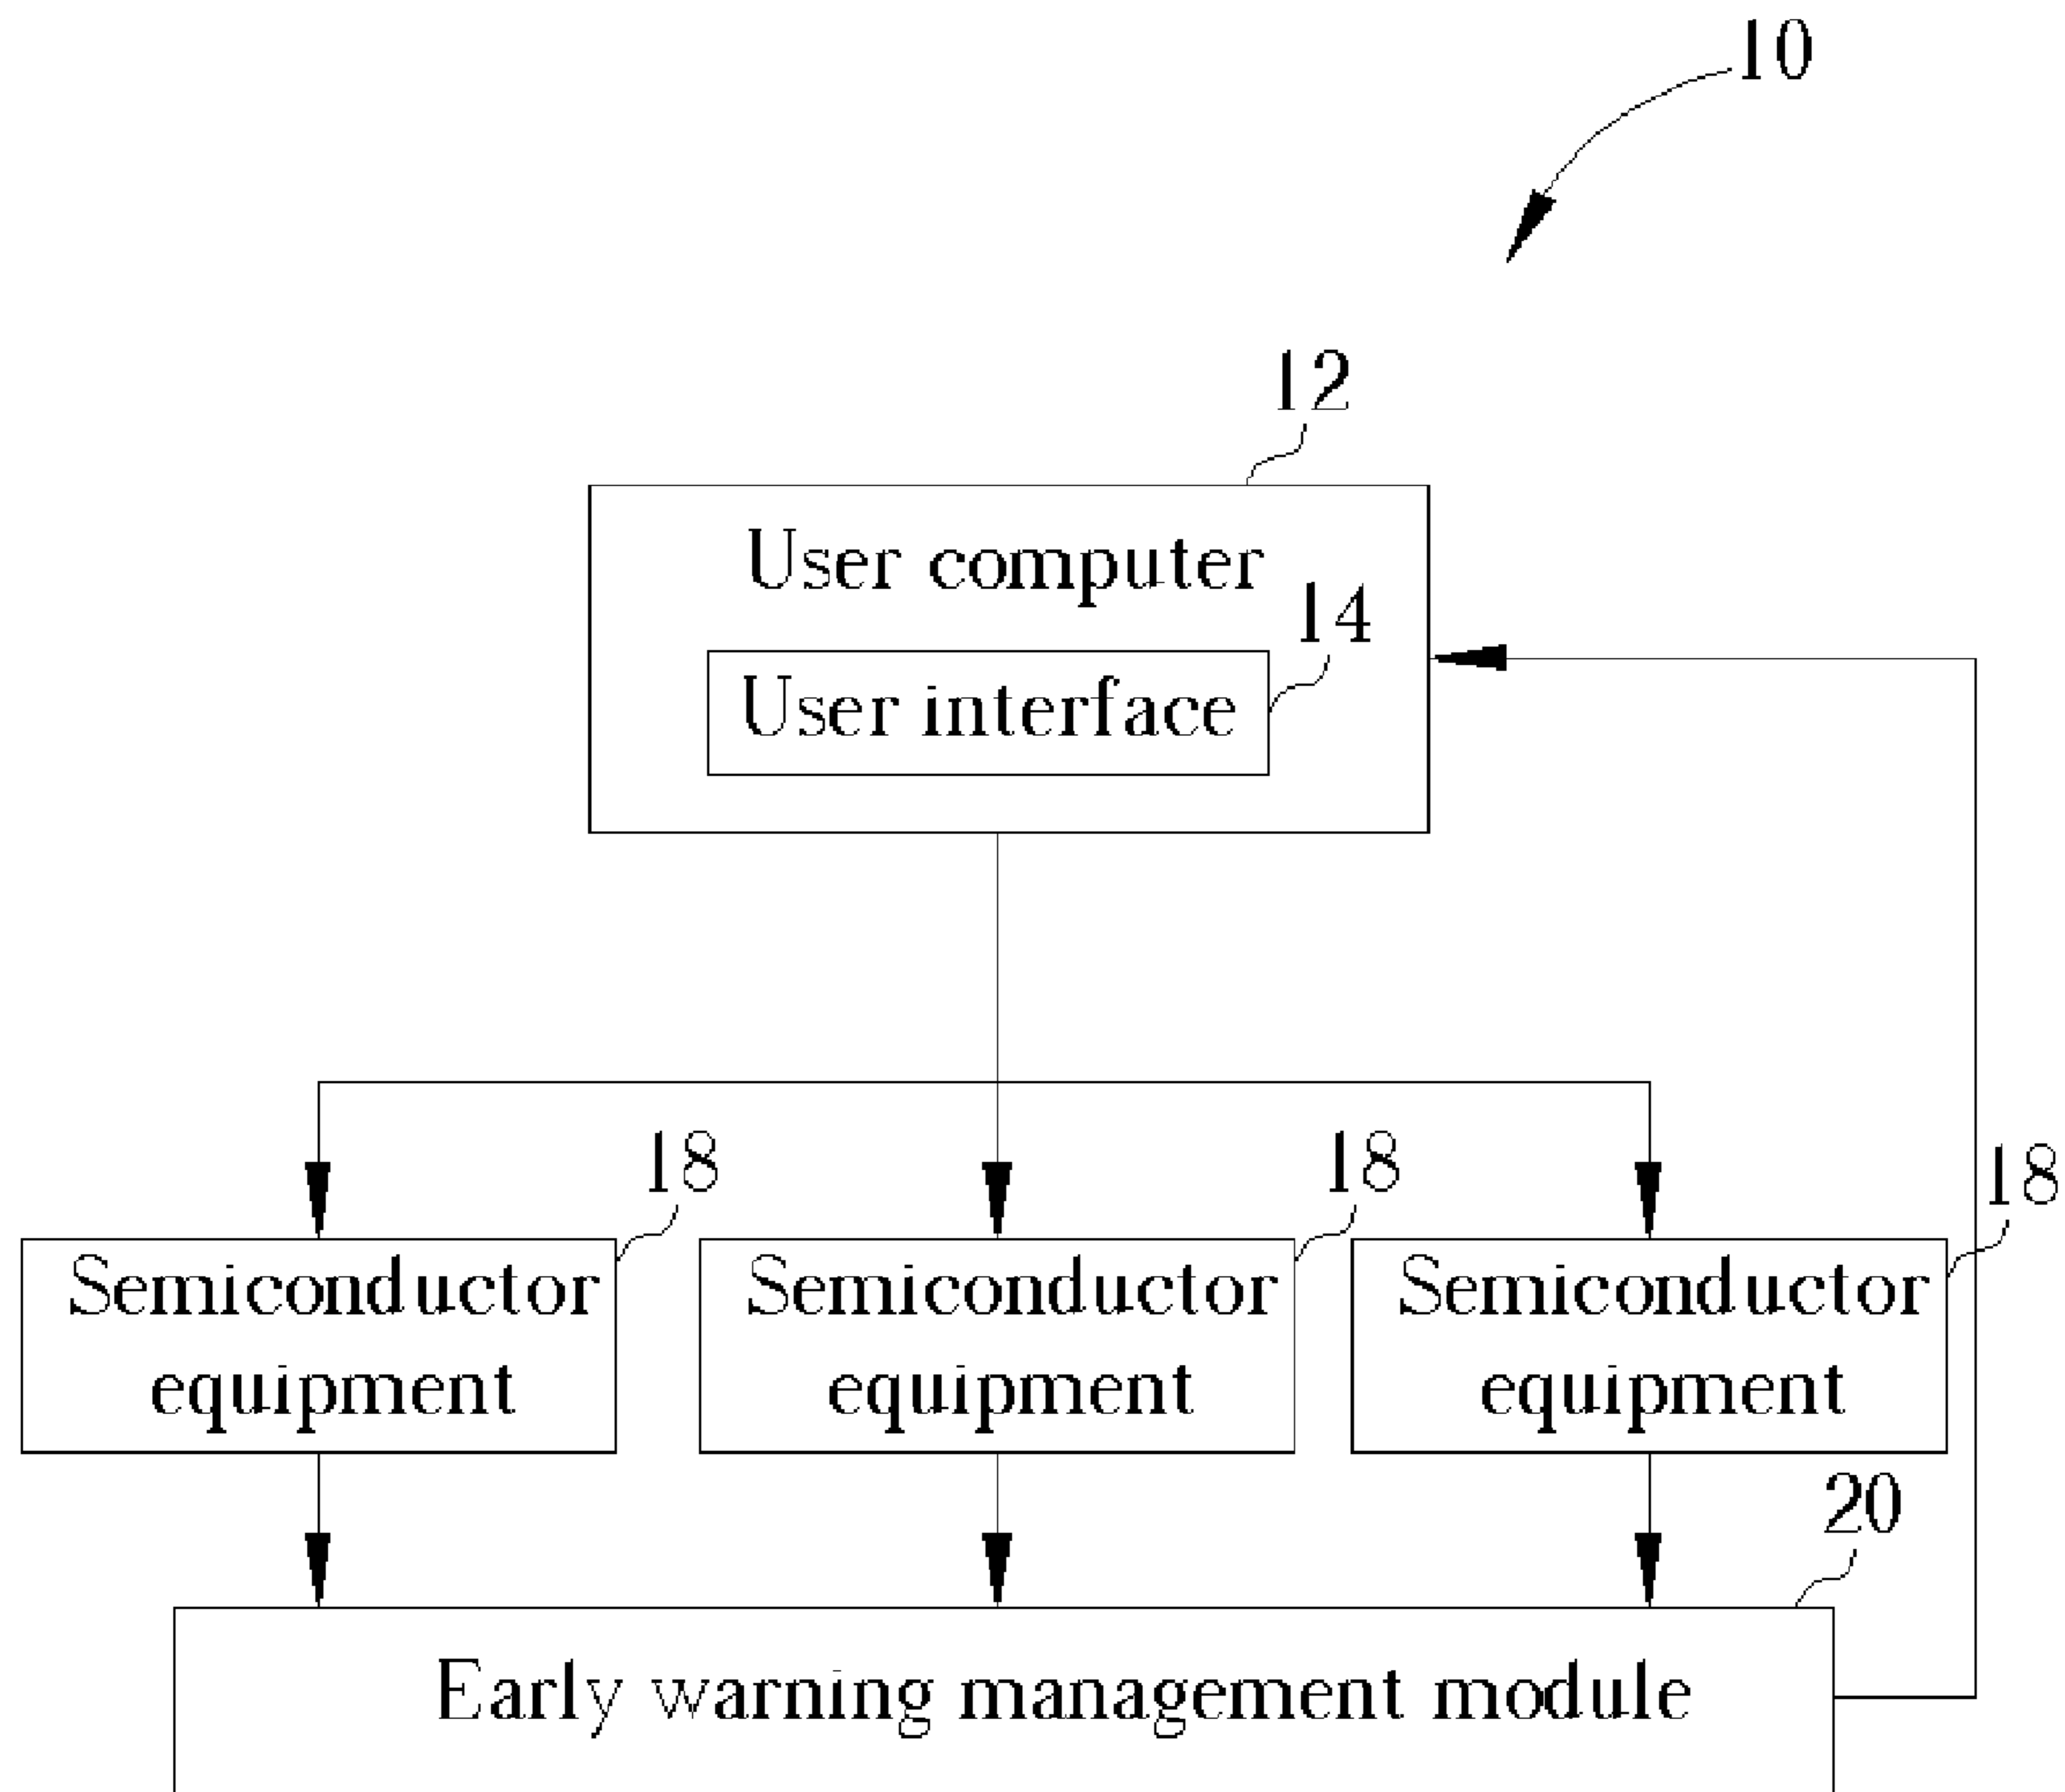 10
12
User computer
14
User interface
18
18
18
Semiconductor
equipment
Semiconductor
equipment
Semiconductor
equipment
20
Early warning management module